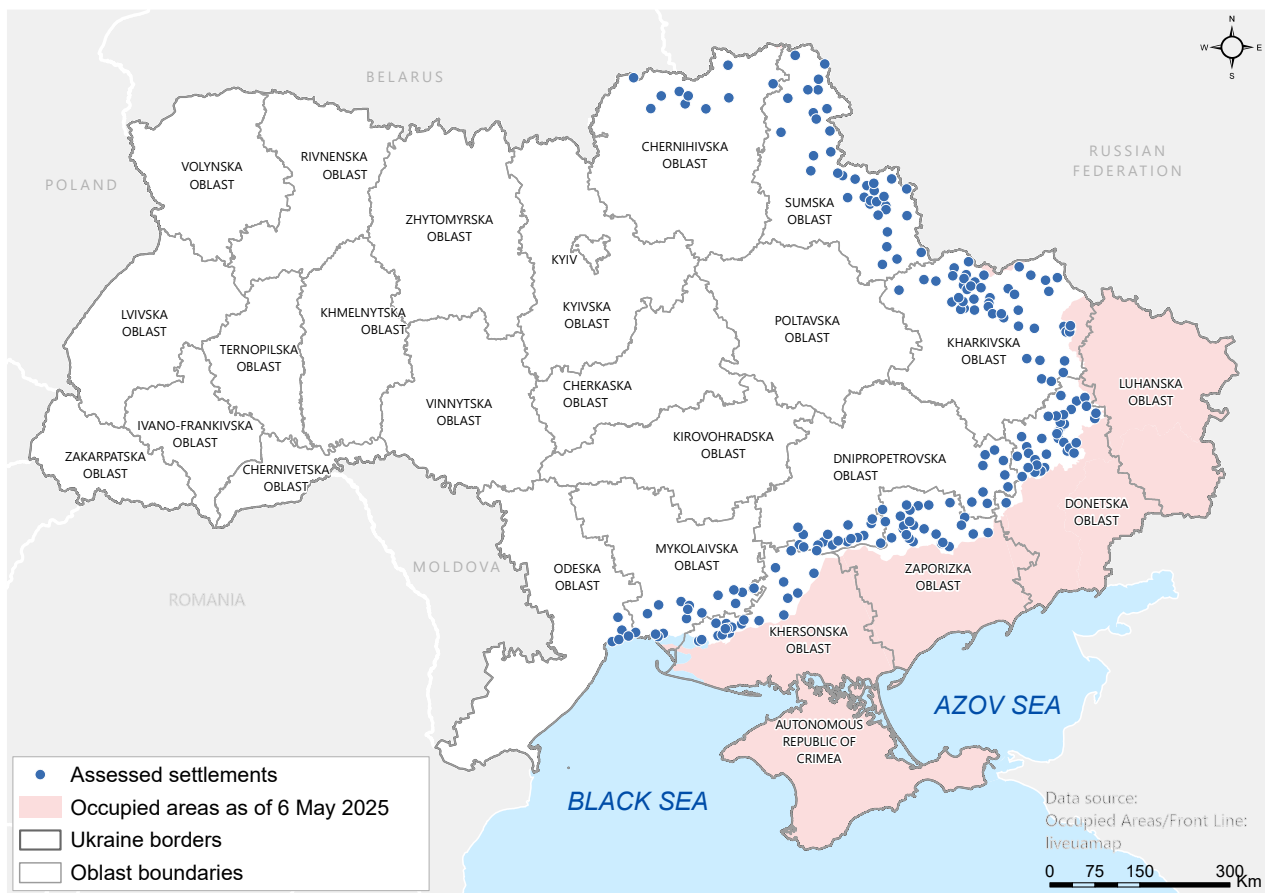 N
W
E
S
BELARUS
RUSSIAN
FEDERATION
POLAND
VOLYNSKA
OBLAST
RIVNENSKA
OBLAST
CHERNIHIVSKA
OBLAST
ZHYTOMYRSKA
OBLAST
SUMSKA
OBLAST
KYIV
KYIVSKA
OBLAST
LVIVSKA
OBLAST
KHMELNYTSKA
OBLAST
TERNOPILSKA
OBLAST
POLTAVSKA
OBLAST
KHARKIVSKA
OBLAST
LUHANSKA
OBLAST
CHERKASKA
OBLAST
VINNYTSKA
OBLAST
IVANO-FRANKIVSKA
OBLAST
KIROVOHRADSKA
OBLAST
ZAKARPATSKA
OBLAST
CHERNIVETSKA
OBLAST
DNIPROPETROVSKA
OBLAST
DONETSKA
OBLAST
MYKOLAIVSKA
OBLAST
ODESKA
OBLAST
ZAPORIZKA
OBLAST
MOLDOVA
ROMANIA
KHERSONSKA
OBLAST
AZOV SEA
AUTONOMOUS
REPUBLIC OF
CRIMEA
BLACK SEA
Assessed settlements
Occupied areas as of 6 May 2025
Ukraine borders
Oblast boundaries
Data source:
Occupied Areas/Front Line:
liveuamap
0 75 150 300
Km